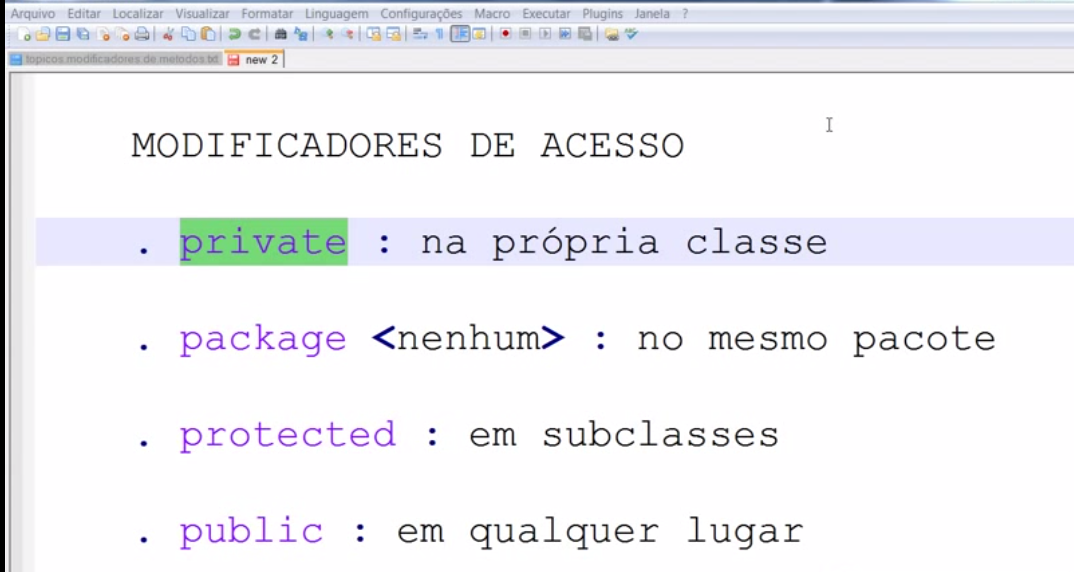 Arquivo Editar Localizar Visualizar Formatar Linguagem Configurações Macro Executar Plugins Janela ?
topicos.modificadores.de.metodos.txt new 2
MODIFICADORES DE ACESSO
. private : na própria classe
. package <nenhum> : no mesmo pacote
. protected : em subclasses
. public : em qualquer lugar